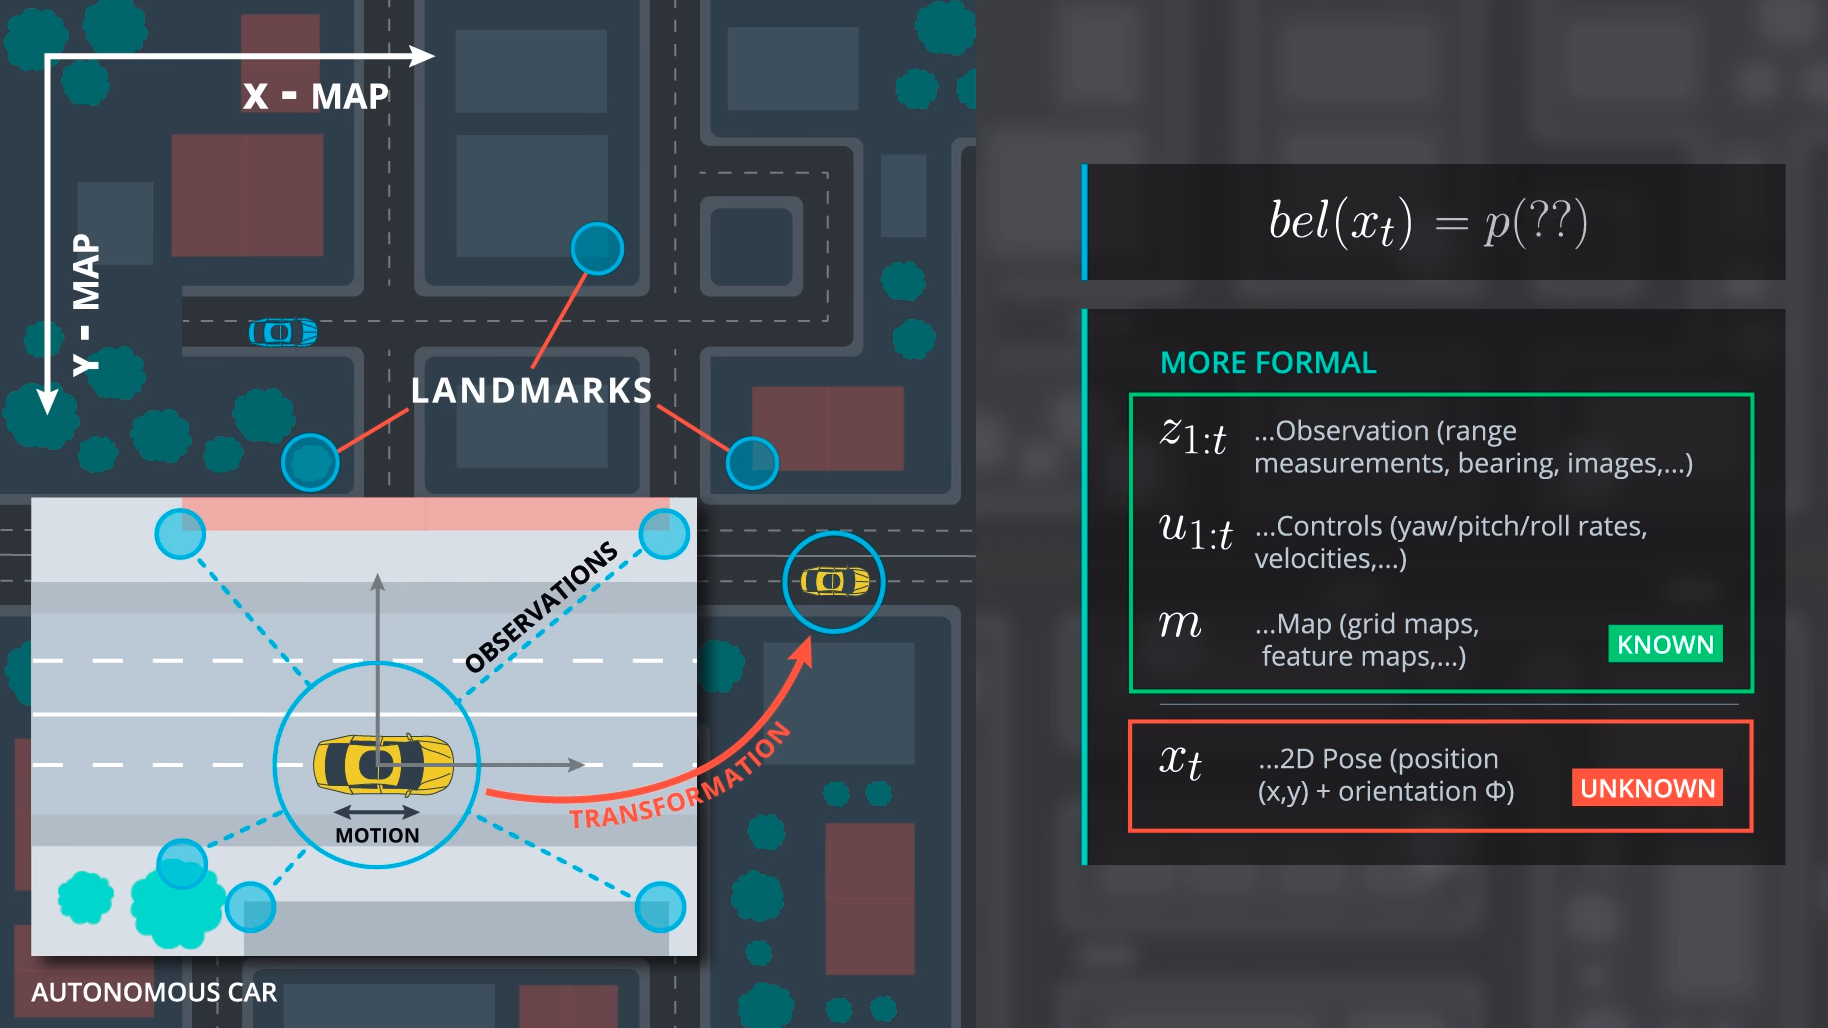 X - MAP
Y - MAP
LANDMARKS
OBSERVATIONS
MOTION
TRANSFORMATION
AUTONOMOUS CAR
bel(x_t) = p(??)
MORE FORMAL
z_{1:t} ...Observation (range
measurements, bearing, images,...)
u_{1:t} ...Controls (yaw/pitch/roll rates,
velocities,...)
m ...Map (grid maps,
feature maps,...)
KNOWN
x_t ...2D Pose (position
(x,y) + orientation Φ)
UNKNOWN